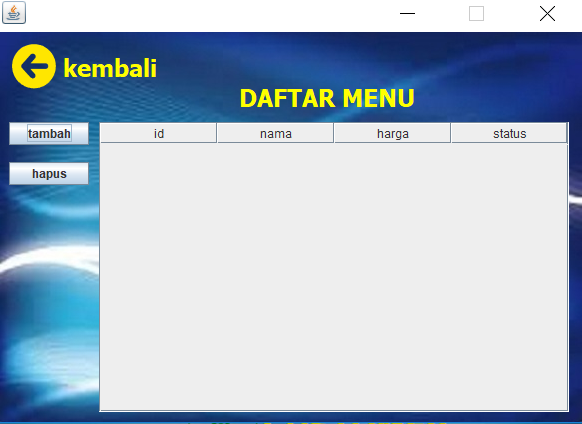 kembali
DAFTAR MENU
tambah
id nama harga status
hapus